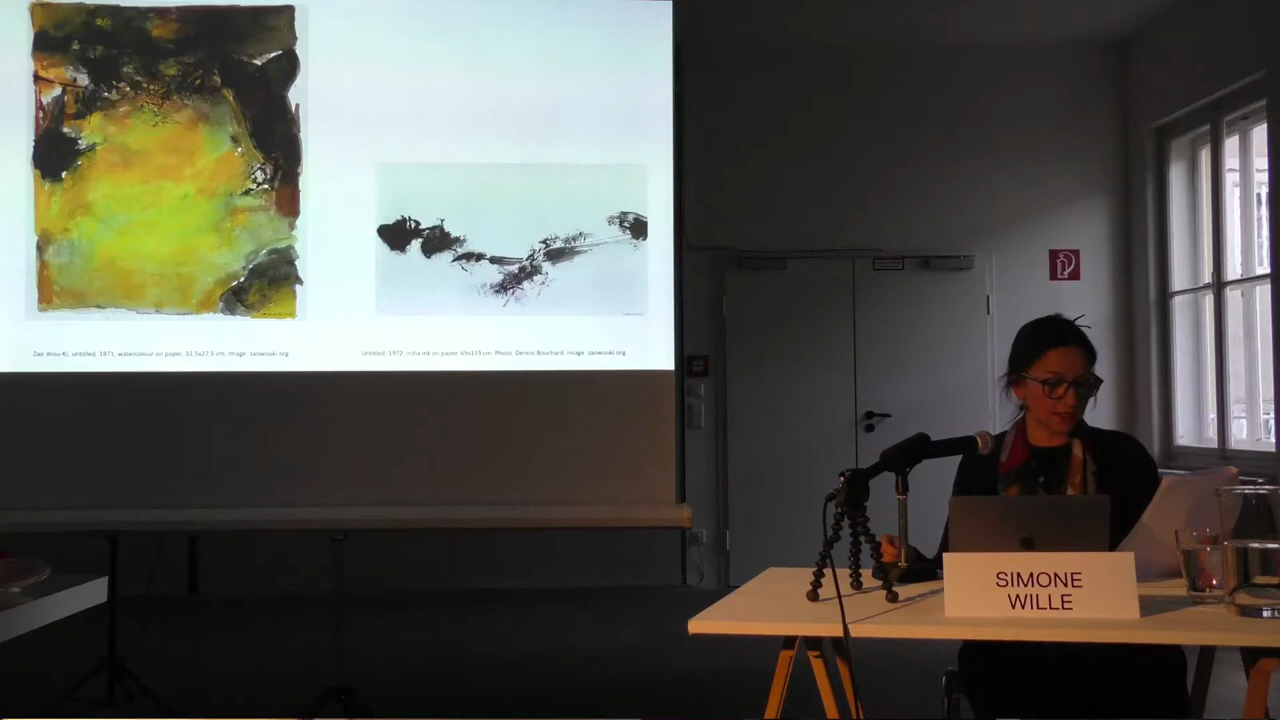 Zao Wou-Ki, untitled, 1971, watercolour on paper, 32,5x27,5 cm. Image: zaowouki.org
Untitled, 1972, india ink on paper, 69x119 cm. Photo: Dennis Bouchard. Image: zaowouki.org
SIMONE
WILLE